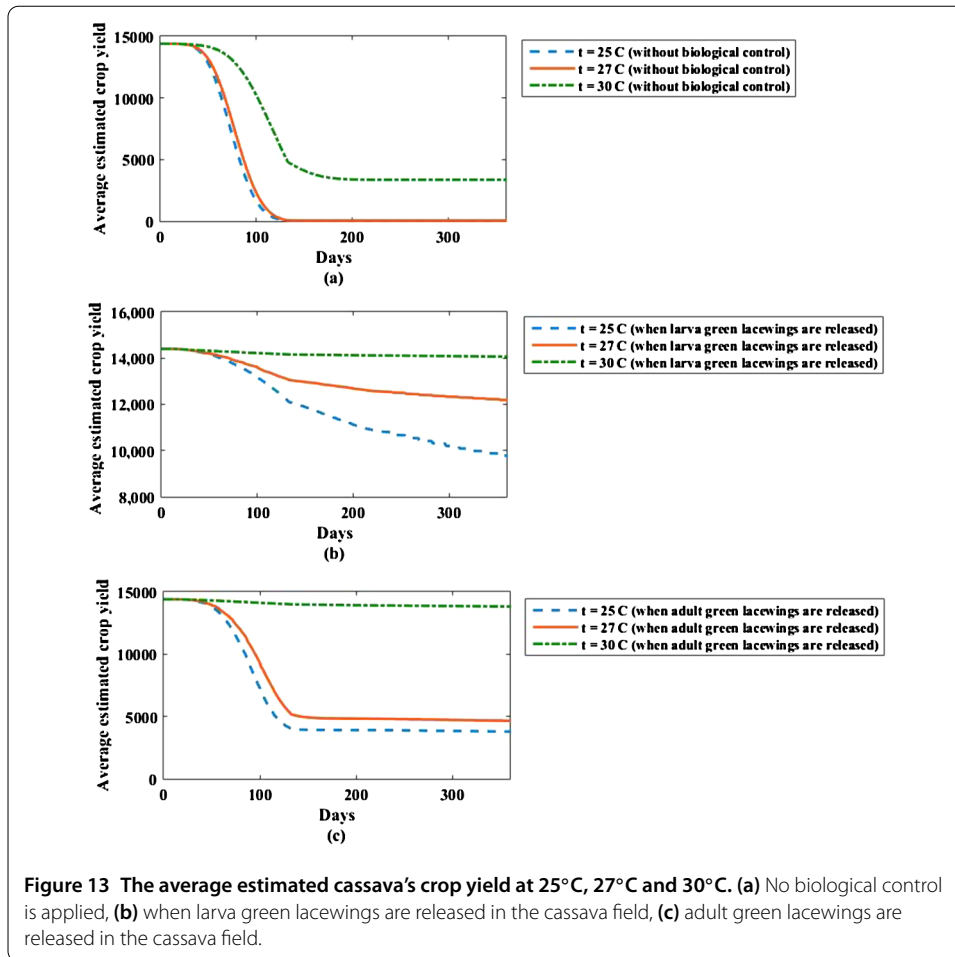 15000
10000
5000
0
Average estimated crop yield
0 100 200 300
Days
(a)
t = 25 C (without biological control)
t = 27 C (without biological control)
t = 30 C (without biological control)
16,000
14,000
12,000
10,000
8,000
Average estimated crop yield
0 100 200 300
Days
(b)
t = 25 C (when larva green lacewings are released)
t = 27 C (when larva green lacewings are released)
t = 30 C (when larva green lacewings are released)
15000
10000
5000
0
Average estimated crop yield
0 100 200 300
Days
(c)
t = 25 C (when adult green lacewings are released)
t = 27 C (when adult green lacewings are released)
t = 30 C (when adult green lacewings are released)
Figure 13 The average estimated cassava's crop yield at 25°C, 27°C and 30°C. (a) No biological control
is applied, (b) when larva green lacewings are released in the cassava field, (c) adult green lacewings are
released in the cassava field.